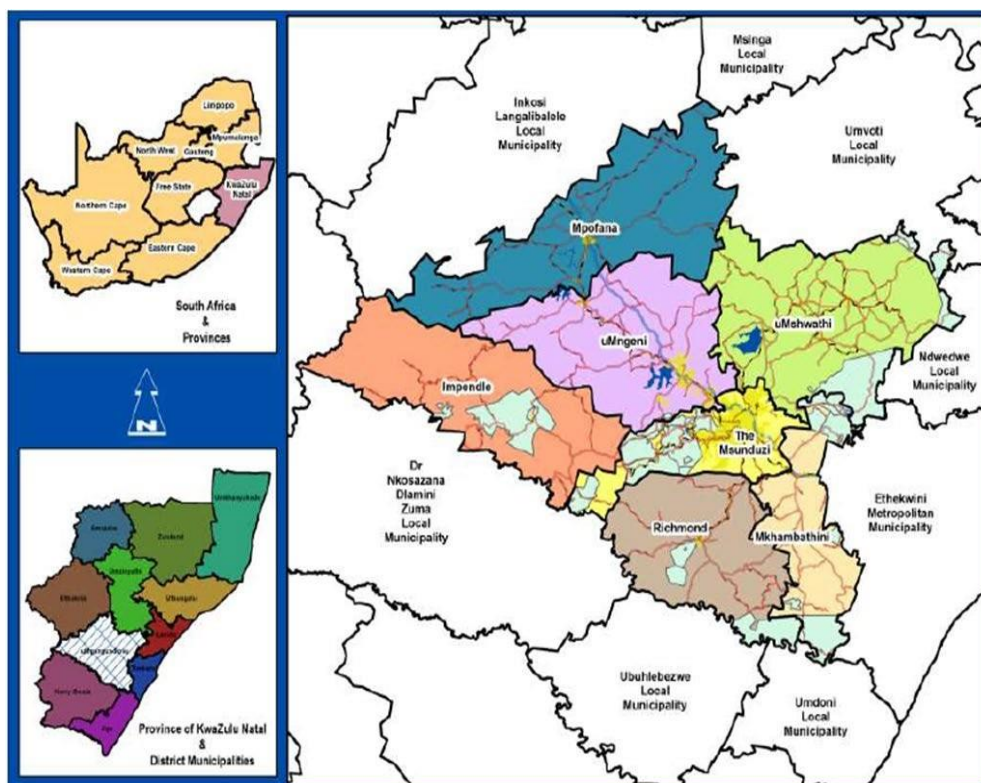 Limpopo
Mpumalanga
North West
Gauteng
Free State
KwaZulu
Natal
Northern Cape
Eastern Cape
Western Cape
South Africa
&
Provinces
N
Umkhanyakude
Zululand
Amajuba
Umzinyathi
Uthukela
Uthungulu
Ugu
Province of KwaZulu Natal
&
District Municipalities
Msinga
Local
Municipality
Inkosi
Langalibalele
Local
Municipality
Umvoti
Local
Municipality
Mpofana
uMshwathi
uMngeni
Ndwedwe
Local
Municipality
Impendle
The
Msunduzi
Dr
Nkosazana
Dlamini
Zuma
Local
Municipality
Ethekwini
Metropolitan
Municipality
Richmond
Mkhambathini
Ubuhlebezwe
Local
Municipality
Umdoni
Local
Municipality